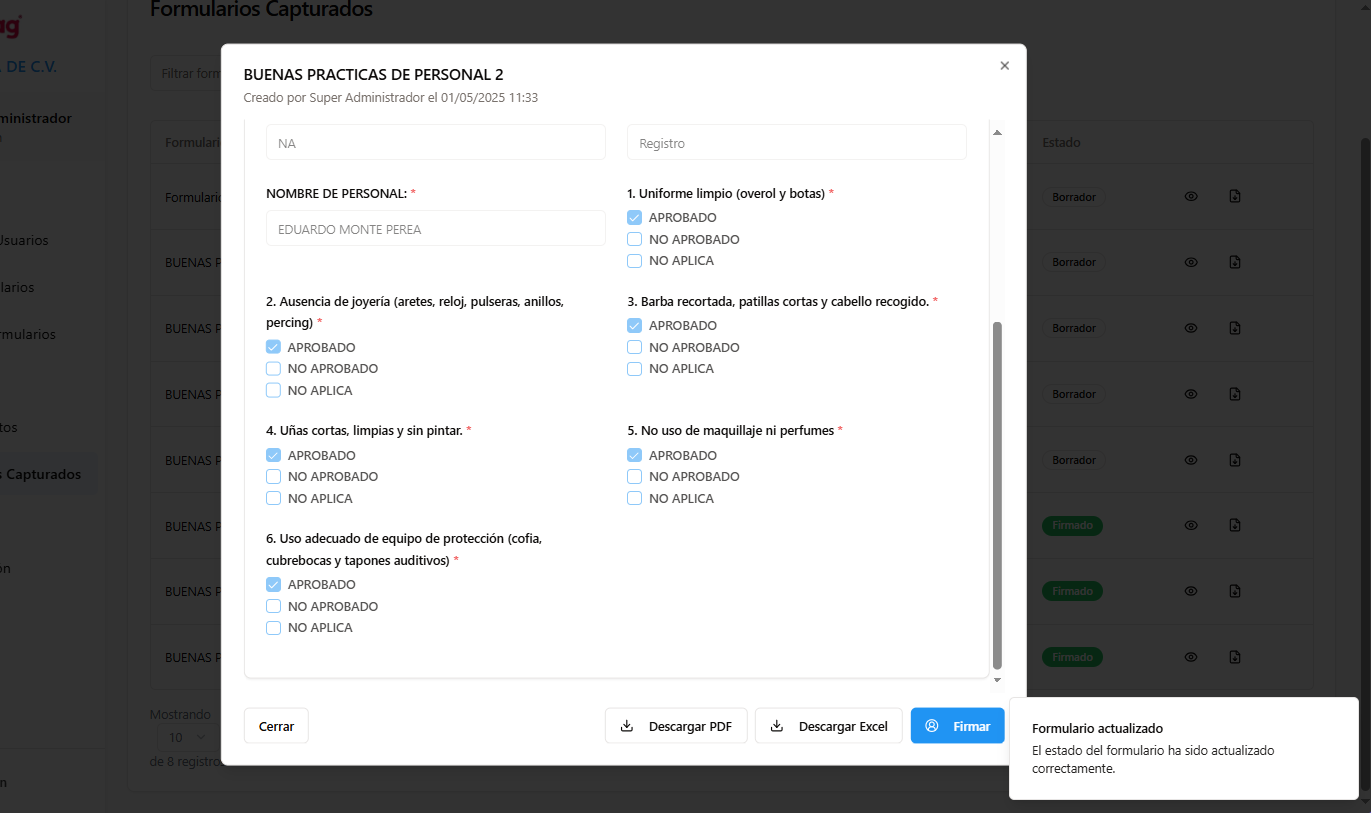 Formularios Capturados
DE C.V.
Filtrar form
ministrador
Formulari
Estado
Formulario
Borrador
Usuarios
BUENAS P
Borrador
larios
BUENAS P
Borrador
rmularios
BUENAS P
Borrador
tos
BUENAS P
Borrador
s Capturados
BUENAS P
Firmado
ón
BUENAS P
Firmado
BUENAS P
Firmado
Mostrando
10
de 8 registro
BUENAS PRACTICAS DE PERSONAL 2
Creado por Super Administrador el 01/05/2025 11:33
NA
Registro
NOMBRE DE PERSONAL: *
EDUARDO MONTE PEREA
1. Uniforme limpio (overol y botas) *
APROBADO
NO APROBADO
NO APLICA
2. Ausencia de joyería (aretes, reloj, pulseras, anillos,
percing) *
APROBADO
NO APROBADO
NO APLICA
3. Barba recortada, patillas cortas y cabello recogido. *
APROBADO
NO APROBADO
NO APLICA
4. Uñas cortas, limpias y sin pintar. *
APROBADO
NO APROBADO
NO APLICA
5. No uso de maquillaje ni perfumes *
APROBADO
NO APROBADO
NO APLICA
6. Uso adecuado de equipo de protección (cofia,
cubrebocas y tapones auditivos) *
APROBADO
NO APROBADO
NO APLICA
Cerrar
Descargar PDF
Descargar Excel
Firmar
Formulario actualizado
El estado del formulario ha sido actualizado
correctamente.